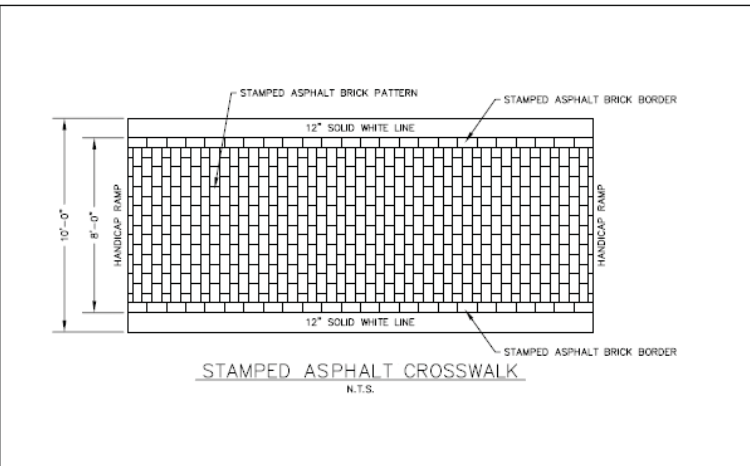 STAMPED ASPHALT BRICK PATTERN
STAMPED ASPHALT BRICK BORDER
12" SOLID WHITE LINE
10'-0"
8'-0"
HANDICAP RAMP
HANDICAP RAMP
12" SOLID WHITE LINE
STAMPED ASPHALT BRICK BORDER
STAMPED ASPHALT CROSSWALK
N.T.S.